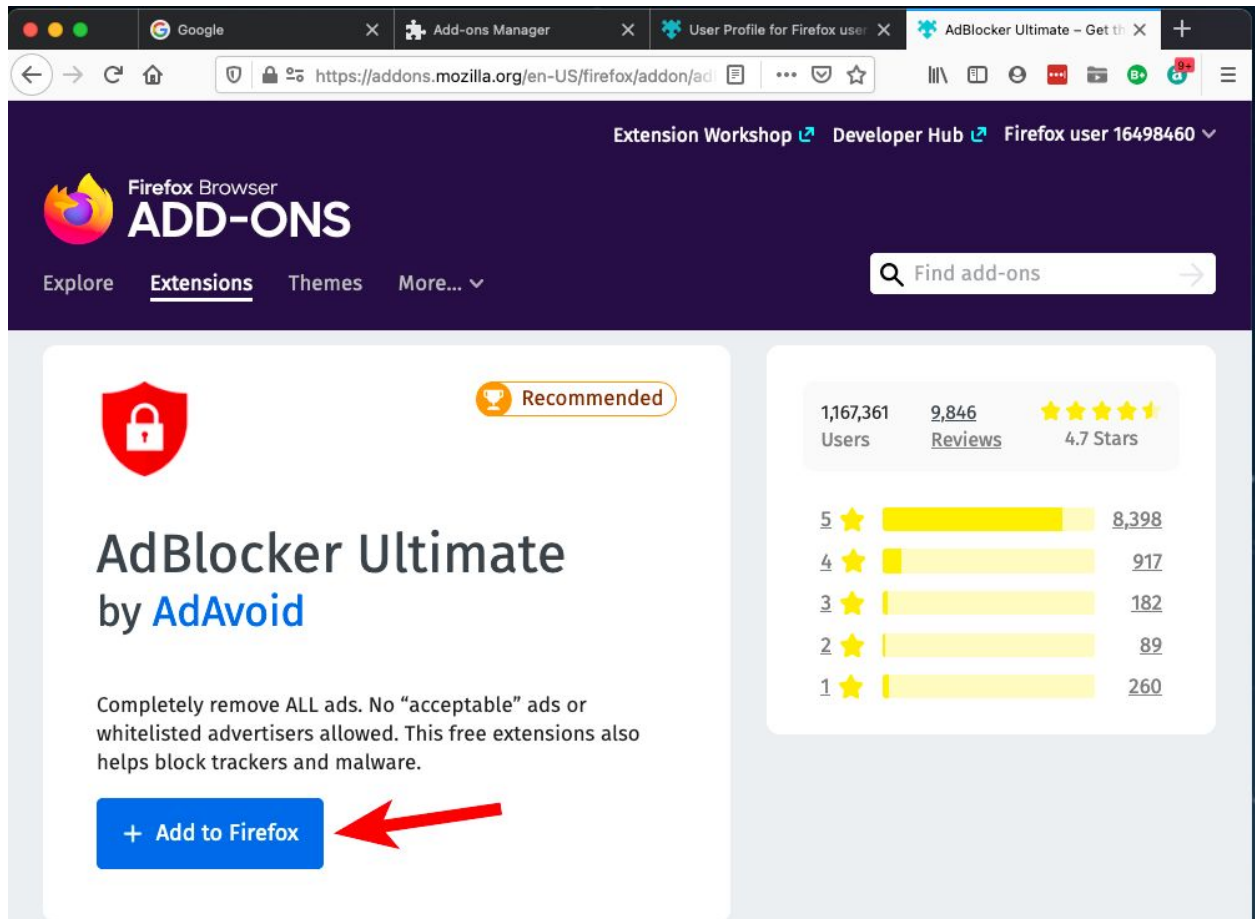 Google
Add-ons Manager
User Profile for Firefox user
AdBlocker Ultimate – Get th
https://addons.mozilla.org/en-US/firefox/addon/ad
9+
Extension Workshop Developer Hub Firefox user 16498460
Firefox Browser
ADD-ONS
Explore Extensions Themes More...
Find add-ons
Recommended
AdBlocker Ultimate
by AdAvoid
Completely remove ALL ads. No “acceptable” ads or
whitelisted advertisers allowed. This free extensions also
helps block trackers and malware.
+ Add to Firefox
1,167,361 9,846
Users Reviews 4.7 Stars
5 8,398
4 917
3 182
2 89
1 260